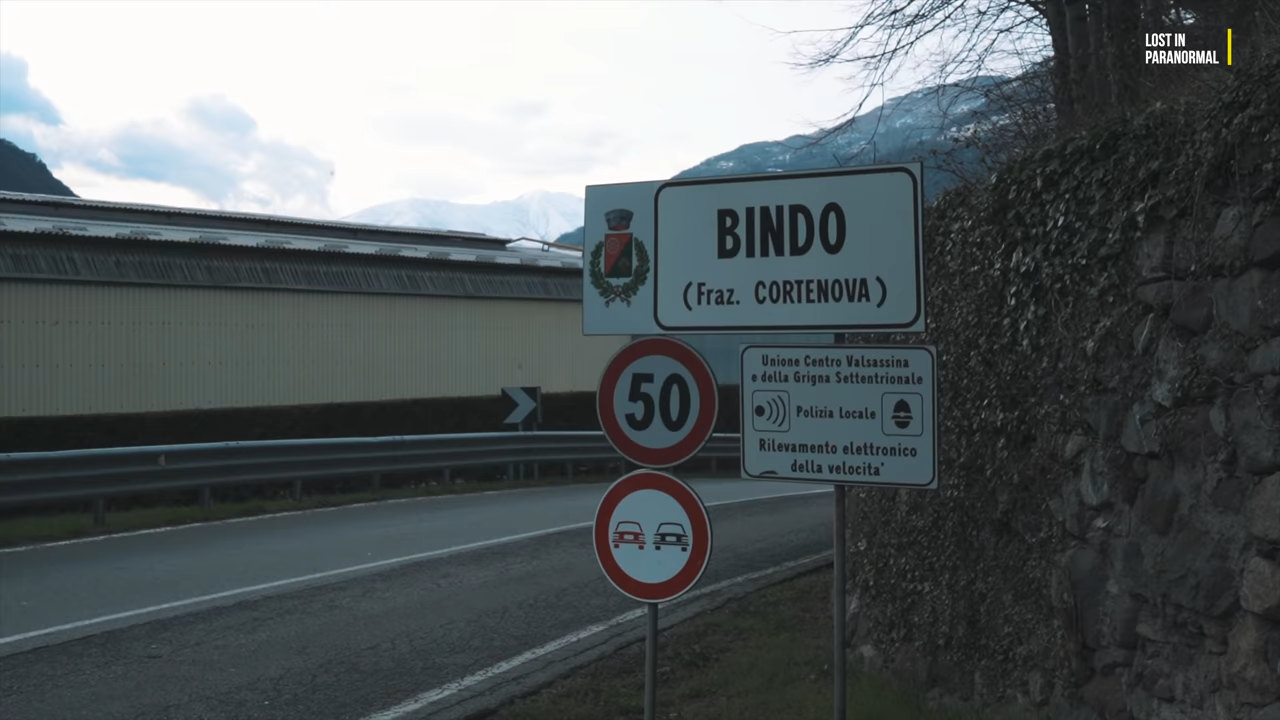 LOST IN
PARANORMAL
BINDO
(Fraz. CORTENOVA)
50
Unione Centro Valsassina
e della Grigna Settentrionale
Polizia Locale
Rilevamento elettronico
della velocita'